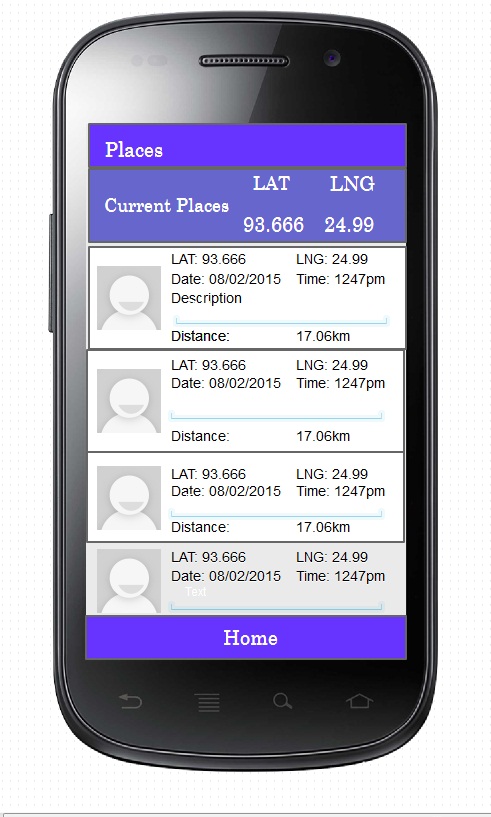 Places
LAT LNG
Current Places
93.666 24.99
LAT: 93.666 LNG: 24.99
Date: 08/02/2015 Time: 1247pm
Description
Distance: 17.06km
LAT: 93.666 LNG: 24.99
Date: 08/02/2015 Time: 1247pm
Distance: 17.06km
LAT: 93.666 LNG: 24.99
Date: 08/02/2015 Time: 1247pm
Distance: 17.06km
LAT: 93.666 LNG: 24.99
Date: 08/02/2015 Time: 1247pm
Text
Home